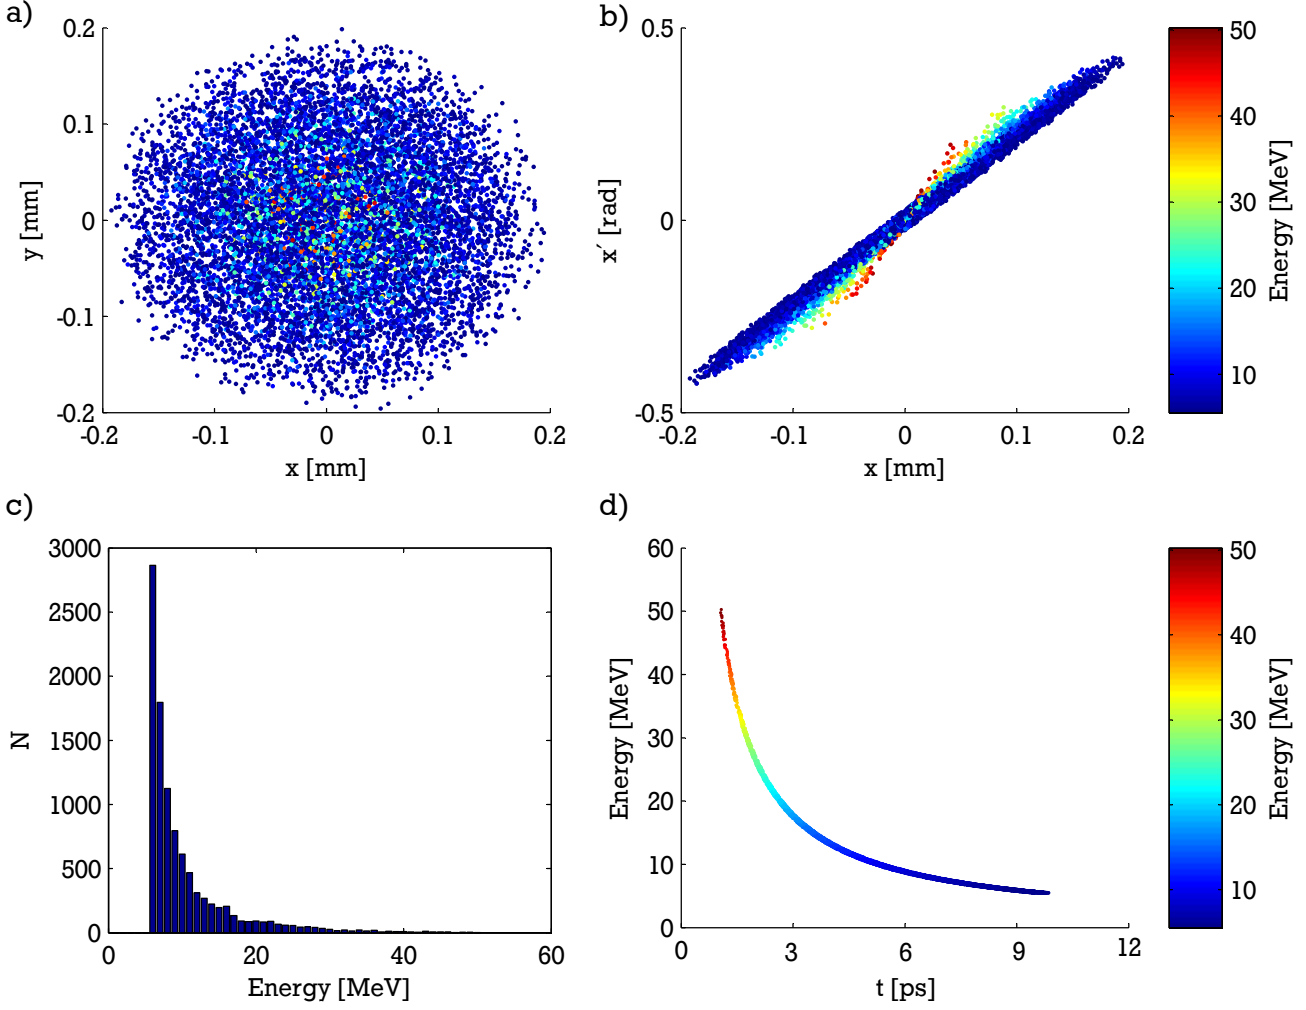 a)
0.2
0.1
0
-0.1
-0.2
y [mm]
-0.2 -0.1 0 0.1 0.2
x [mm]
b)
0.5
0
-0.5
x´ [rad]
-0.2 -0.1 0 0.1 0.2
x [mm]
50
40
30
20
10
Energy [MeV]
c)
3000
2500
2000
1500
1000
500
0
N
0 20 40 60
Energy [MeV]
d)
60
50
40
30
20
10
0
Energy [MeV]
0 3 6 9 12
t [ps]
50
40
30
20
10
Energy [MeV]